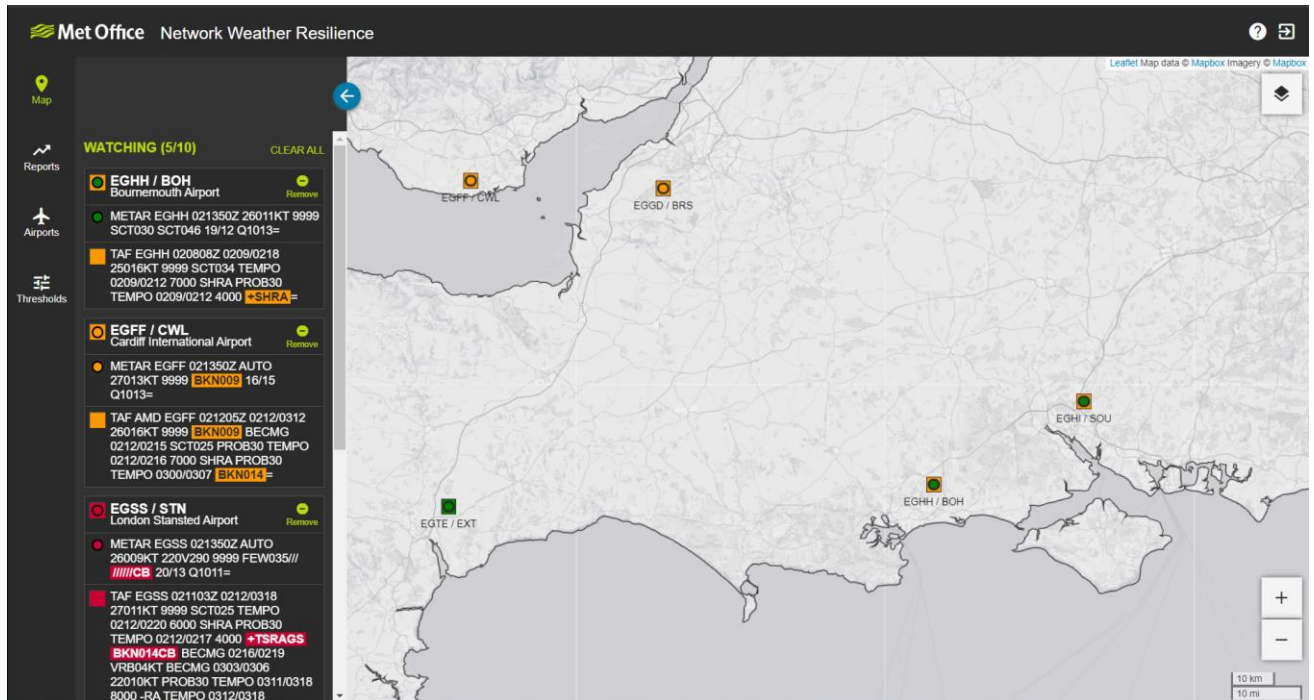 Met Office Network Weather Resilience
Map
Reports
Airports
Thresholds
WATCHING (5/10) CLEAR ALL
EGHH / BOH
Bournemouth Airport Remove
METAR EGHH 021350Z 26011KT 9999
SCT030 SCT046 19/12 Q1013=
TAF EGHH 020808Z 0209/0218
25016KT 9999 SCT034 TEMPO
0209/0212 7000 SHRA PROB30
TEMPO 0209/0212 4000 +SHRA=
EGFF / CWL
Cardiff International Airport Remove
METAR EGFF 021350Z AUTO
27013KT 9999 BKN009 16/15
Q1013=
TAF AMD EGFF 021205Z 0212/0312
26016KT 9999 BKN009 BECMG
0212/0215 SCT025 PROB30 TEMPO
0212/0216 7000 SHRA PROB30
TEMPO 0300/0307 BKN014=
EGSS / STN
London Stansted Airport Remove
METAR EGSS 021350Z AUTO
26009KT 220V290 9999 FEW035///
//////CB 20/13 Q1011=
TAF EGSS 021103Z 0212/0318
27011KT 9999 SCT025 TEMPO
0212/0220 6000 SHRA PROB30
TEMPO 0212/0217 4000 +TSRAGS
BKN014CB BECMG 0216/0219
VRB04KT BECMG 0303/0306
22010KT PROB30 TEMPO 0311/0318
8000 -RA TEMPO 0312/0318
Leaflet Map data © Mapbox Imagery © Mapbox
EGFF / CWL
EGGD / BRS
EGHI / SOU
EGHH / BOH
EGTE / EXT
+
−
10 km
10 mi